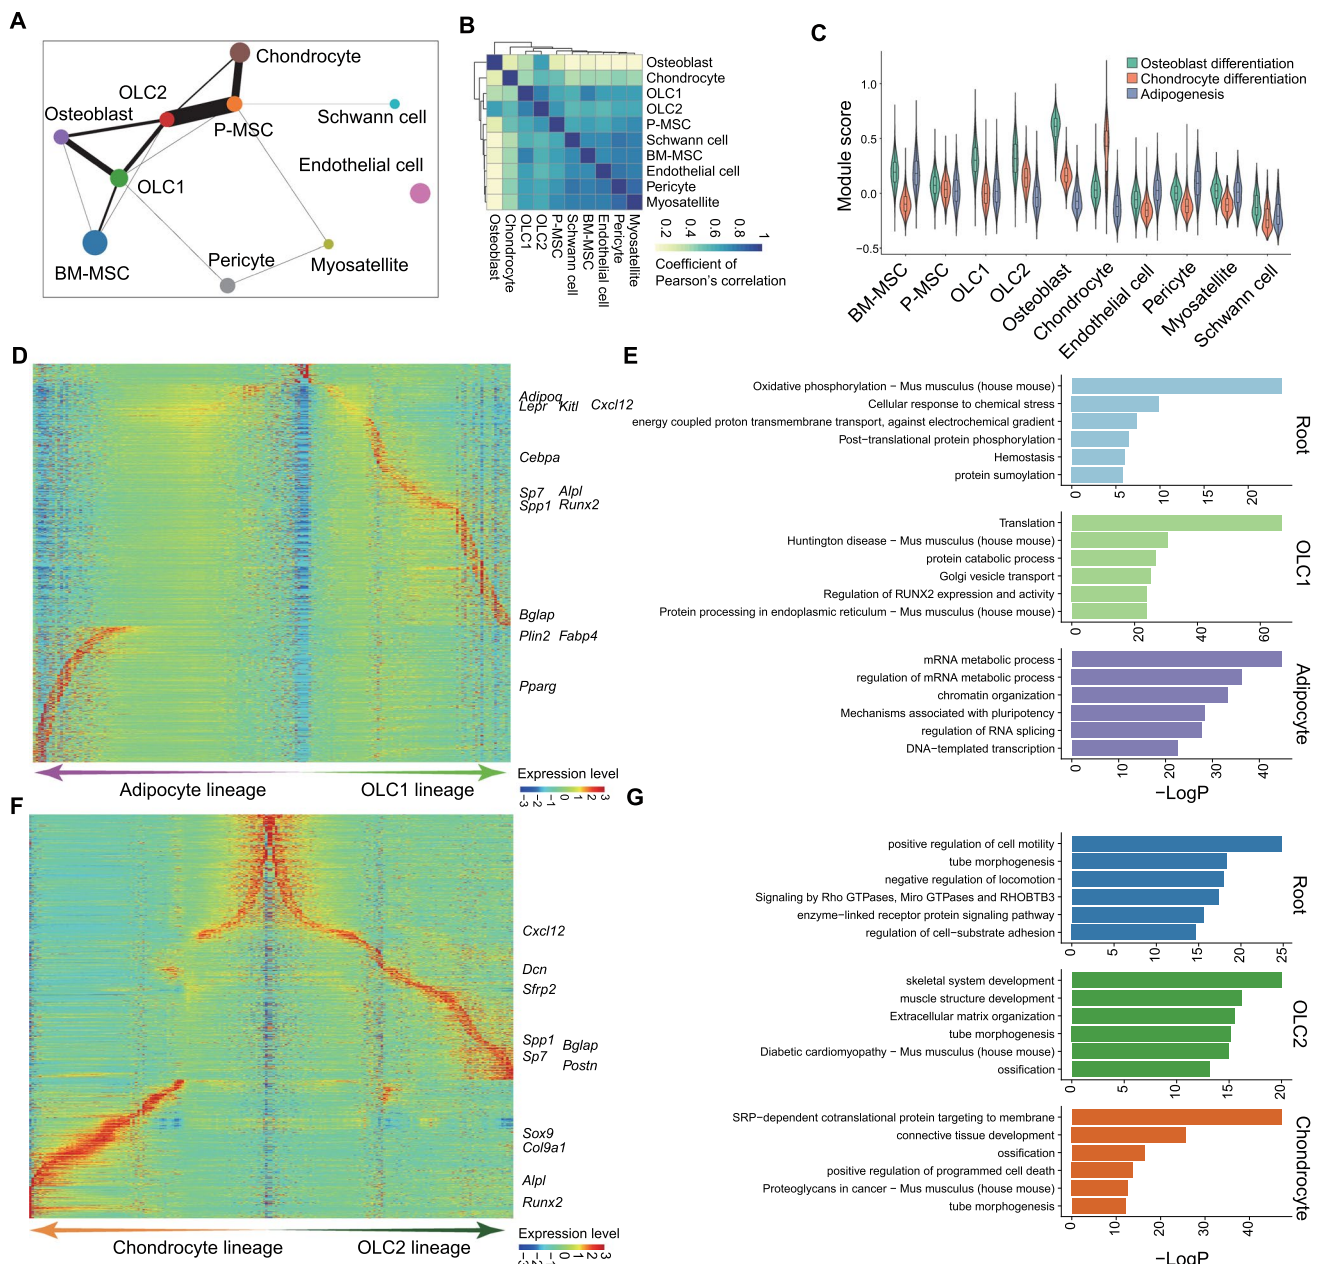 A
Chondrocyte
OLC2
Osteoblast
P-MSC
Schwann cell
Endothelial cell
OLC1
BM-MSC
Pericyte
Myosatellite
B
Osteoblast
Chondrocyte
OLC1
OLC2
P-MSC
Schwann cell
BM-MSC
Endothelial cell
Pericyte
Myosatellite
Osteoblast
Chondrocyte
OLC1
OLC2
P-MSC
Schwann cell
BM-MSC
Endothelial cell
Pericyte
Myosatellite
0.2 0.4 0.6 0.8 1
Coefficient of
Pearson's correlation
C
Osteoblast differentiation
Chondrocyte differentiation
Adipogenesis
Module score
1.0
0.5
0.0
−0.5
BM-MSC
P-MSC
OLC1
OLC2
Osteoblast
Chondrocyte
Endothelial cell
Pericyte
Myosatellite
Schwann cell
D
Adipoq
Lepr Kitl Cxcl12
Cebpa
Sp7 Alpl
Spp1 Runx2
Bglap
Plin2 Fabp4
Pparg
Adipocyte lineage
OLC1 lineage
Expression level
−3 −2 −1 0 1 2 3
E
Oxidative phosphorylation − Mus musculus (house mouse)
Cellular response to chemical stress
energy coupled proton transmembrane transport, against electrochemical gradient
Post−translational protein phosphorylation
Hemostasis
protein sumoylation
0 5 10 15 20
Root
Translation
Huntington disease − Mus musculus (house mouse)
protein catabolic process
Golgi vesicle transport
Regulation of RUNX2 expression and activity
Protein processing in endoplasmic reticulum − Mus musculus (house mouse)
0 20 40 60
OLC1
mRNA metabolic process
regulation of mRNA metabolic process
chromatin organization
Mechanisms associated with pluripotency
regulation of RNA splicing
DNA−templated transcription
0 10 20 30 40
Adipocyte
−LogP
F
Cxcl12
Dcn
Sfrp2
Spp1 Bglap
Sp7
Postn
Sox9
Col9a1
Alpl
Runx2
Chondrocyte lineage
OLC2 lineage
Expression level
−3 −2 −1 0 1 2 3
G
positive regulation of cell motility
tube morphogenesis
negative regulation of locomotion
Signaling by Rho GTPases, Miro GTPases and RHOBTB3
enzyme−linked receptor protein signaling pathway
regulation of cell−substrate adhesion
0 5 10 15 20 25
Root
skeletal system development
muscle structure development
Extracellular matrix organization
tube morphogenesis
Diabetic cardiomyopathy − Mus musculus (house mouse)
ossification
0 5 10 15 20
OLC2
SRP−dependent cotranslational protein targeting to membrane
connective tissue development
ossification
positive regulation of programmed cell death
Proteoglycans in cancer − Mus musculus (house mouse)
tube morphogenesis
0 10 20 30 40
Chondrocyte
−LogP